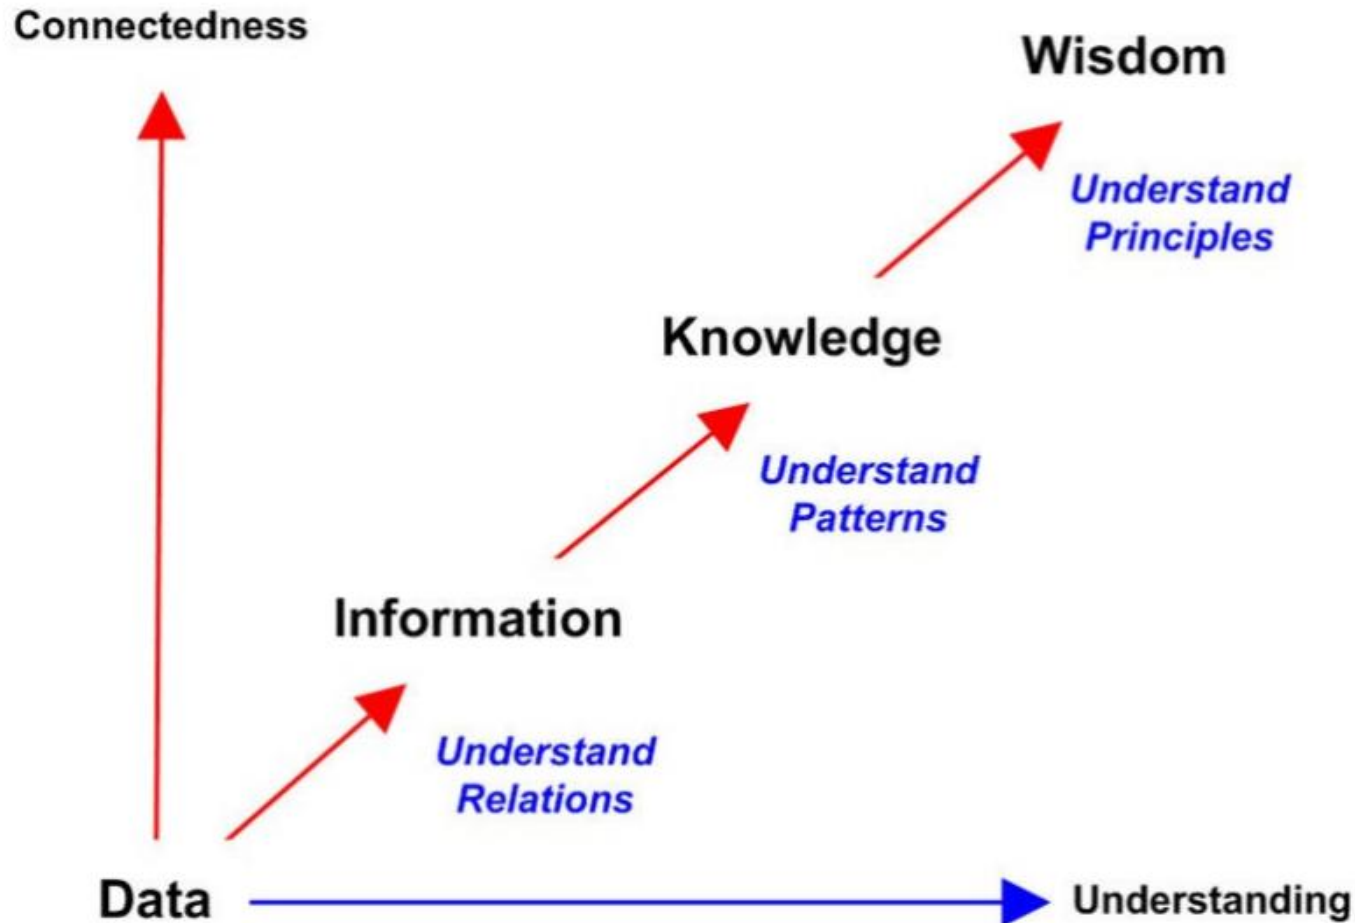 Connectedness
Wisdom
Understand
Principles
Knowledge
Understand
Patterns
Information
Understand
Relations
Data
Understanding